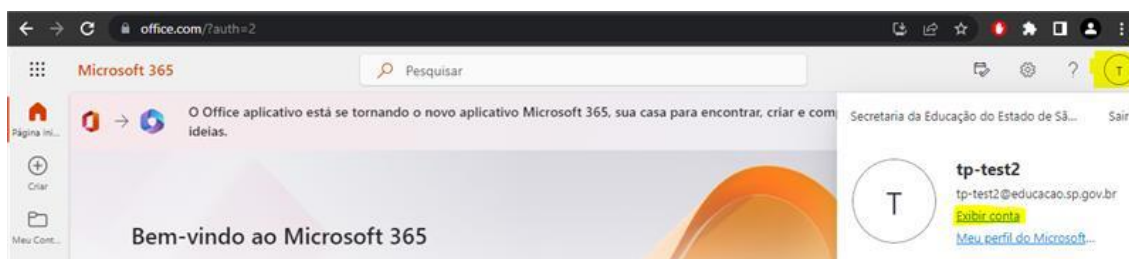 office.com/?auth=2
Microsoft 365
Pesquisar
?
T
O Office aplicativo está se tornando o novo aplicativo Microsoft 365, sua casa para encontrar, criar e com
ideias.
Secretaria da Educação do Estado de Sã...
Sair
Página ini...
Criar
Meu Cont...
Bem-vindo ao Microsoft 365
T
tp-test2
tp-test2@educacao.sp.gov.br
Exibir conta
Meu perfil do Microsoft...